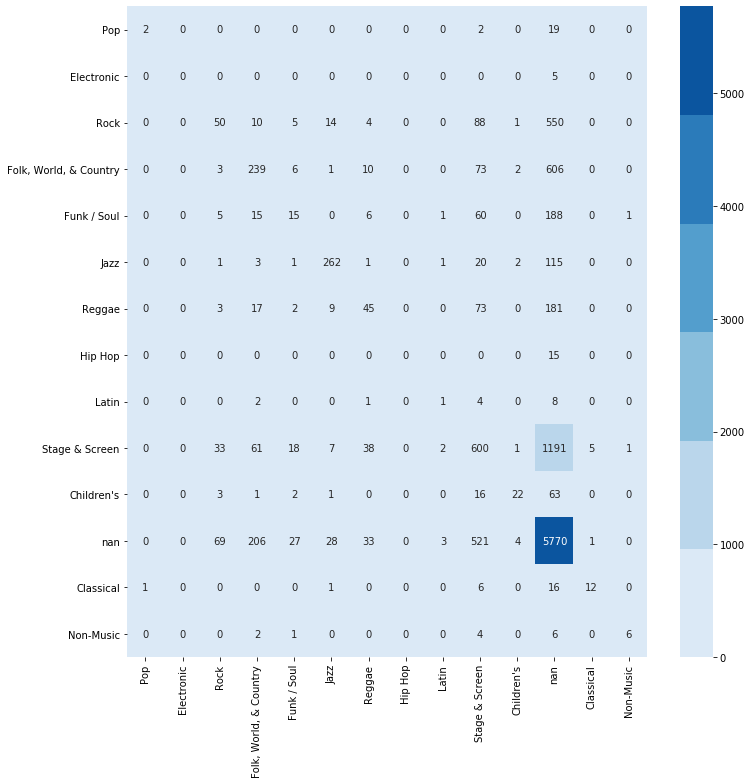 Pop 2 0 0 0 0 0 0 0 0 2 0 19 0 0
Electronic 0 0 0 0 0 0 0 0 0 0 0 5 0 0
Rock 0 0 50 10 5 14 4 0 0 88 1 550 0 0
Folk, World, & Country 0 0 3 239 6 1 10 0 0 73 2 606 0 0
Funk / Soul 0 0 5 15 15 0 6 0 1 60 0 188 0 1
Jazz 0 0 1 3 1 262 1 0 1 20 2 115 0 0
Reggae 0 0 3 17 2 9 45 0 0 73 0 181 0 0
Hip Hop 0 0 0 0 0 0 0 0 0 0 0 15 0 0
Latin 0 0 0 2 0 0 1 0 1 4 0 8 0 0
Stage & Screen 0 0 33 61 18 7 38 0 2 600 1 1191 5 1
Children's 0 0 3 1 2 1 0 0 0 16 22 63 0 0
nan 0 0 69 206 27 28 33 0 3 521 4 5770 1 0
Classical 1 0 0 0 0 1 0 0 0 6 0 16 12 0
Non-Music 0 0 0 2 1 0 0 0 0 4 0 6 0 6
Pop
Electronic
Rock
Folk, World, & Country
Funk / Soul
Jazz
Reggae
Hip Hop
Latin
Stage & Screen
Children's
nan
Classical
Non-Music
5000
4000
3000
2000
1000
0